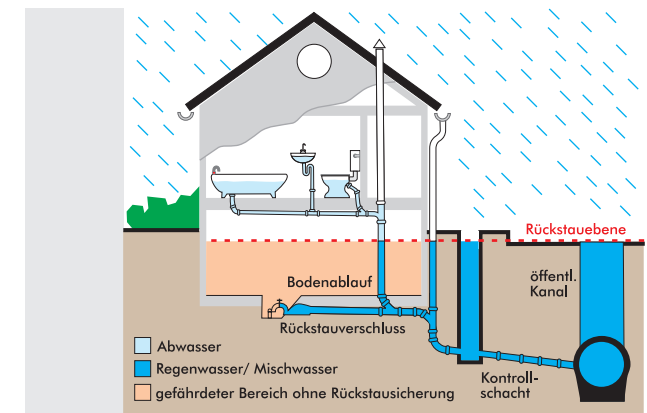 Rückstauebene
Bodenablauf
öffentl.
Kanal
Rückstauverschluss
Abwasser
Regenwasser/ Mischwasser
gefährdeter Bereich ohne Rückstausicherung
Kontroll-
schacht